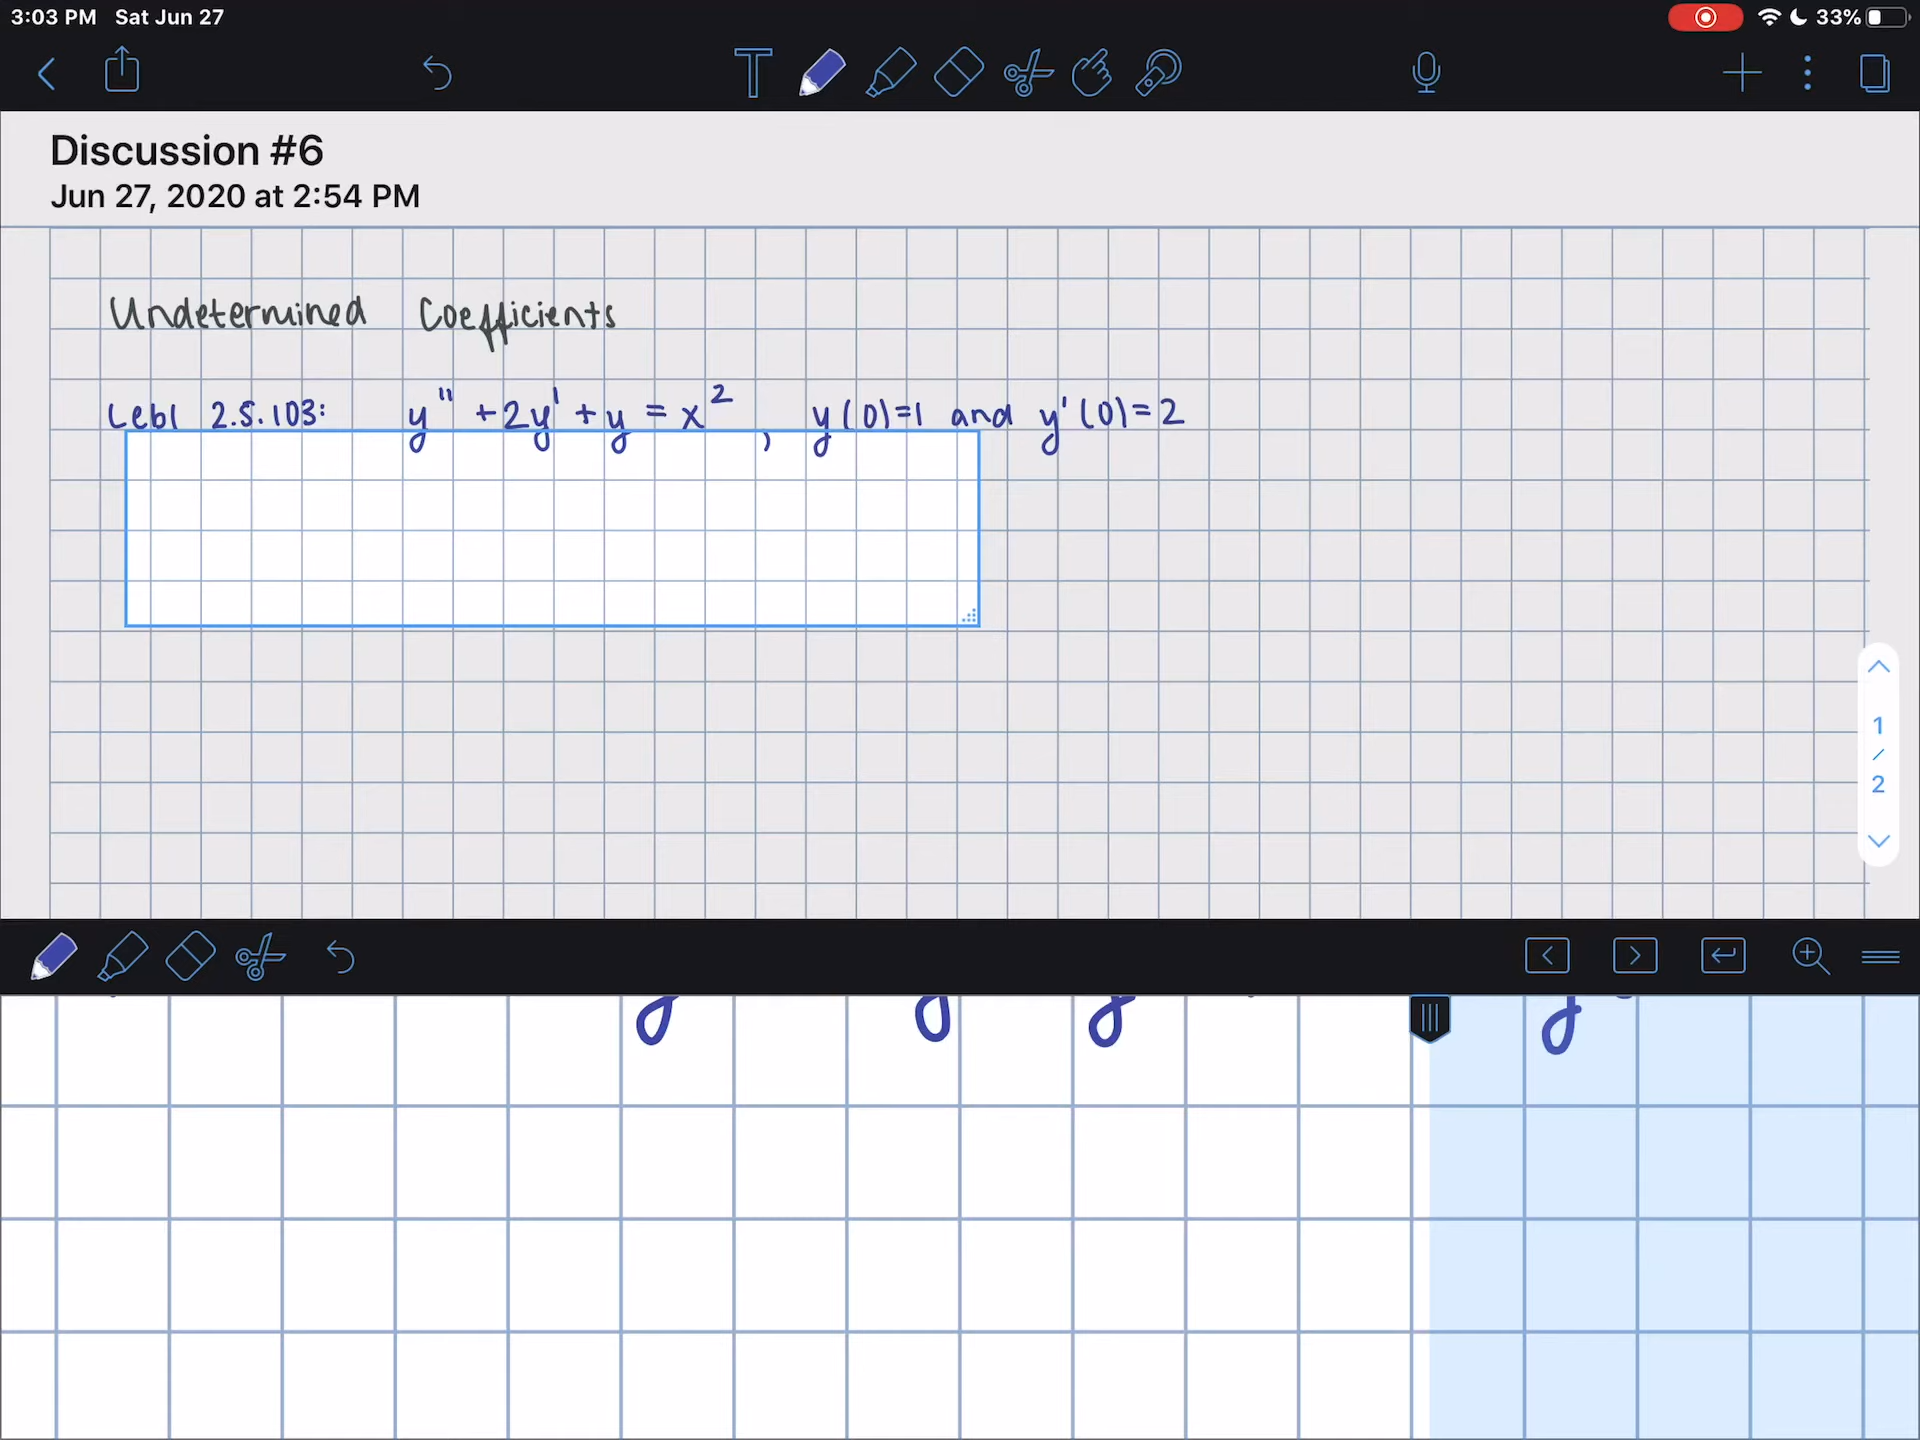 3:03 PM Sat Jun 27
33%
T
Discussion #6
Jun 27, 2020 at 2:54 PM
Undetermined Coefficients
Lebl 2.5.103: y'' + 2y' + y = x², y(0)=1 and y'(0)=2
1
/
2